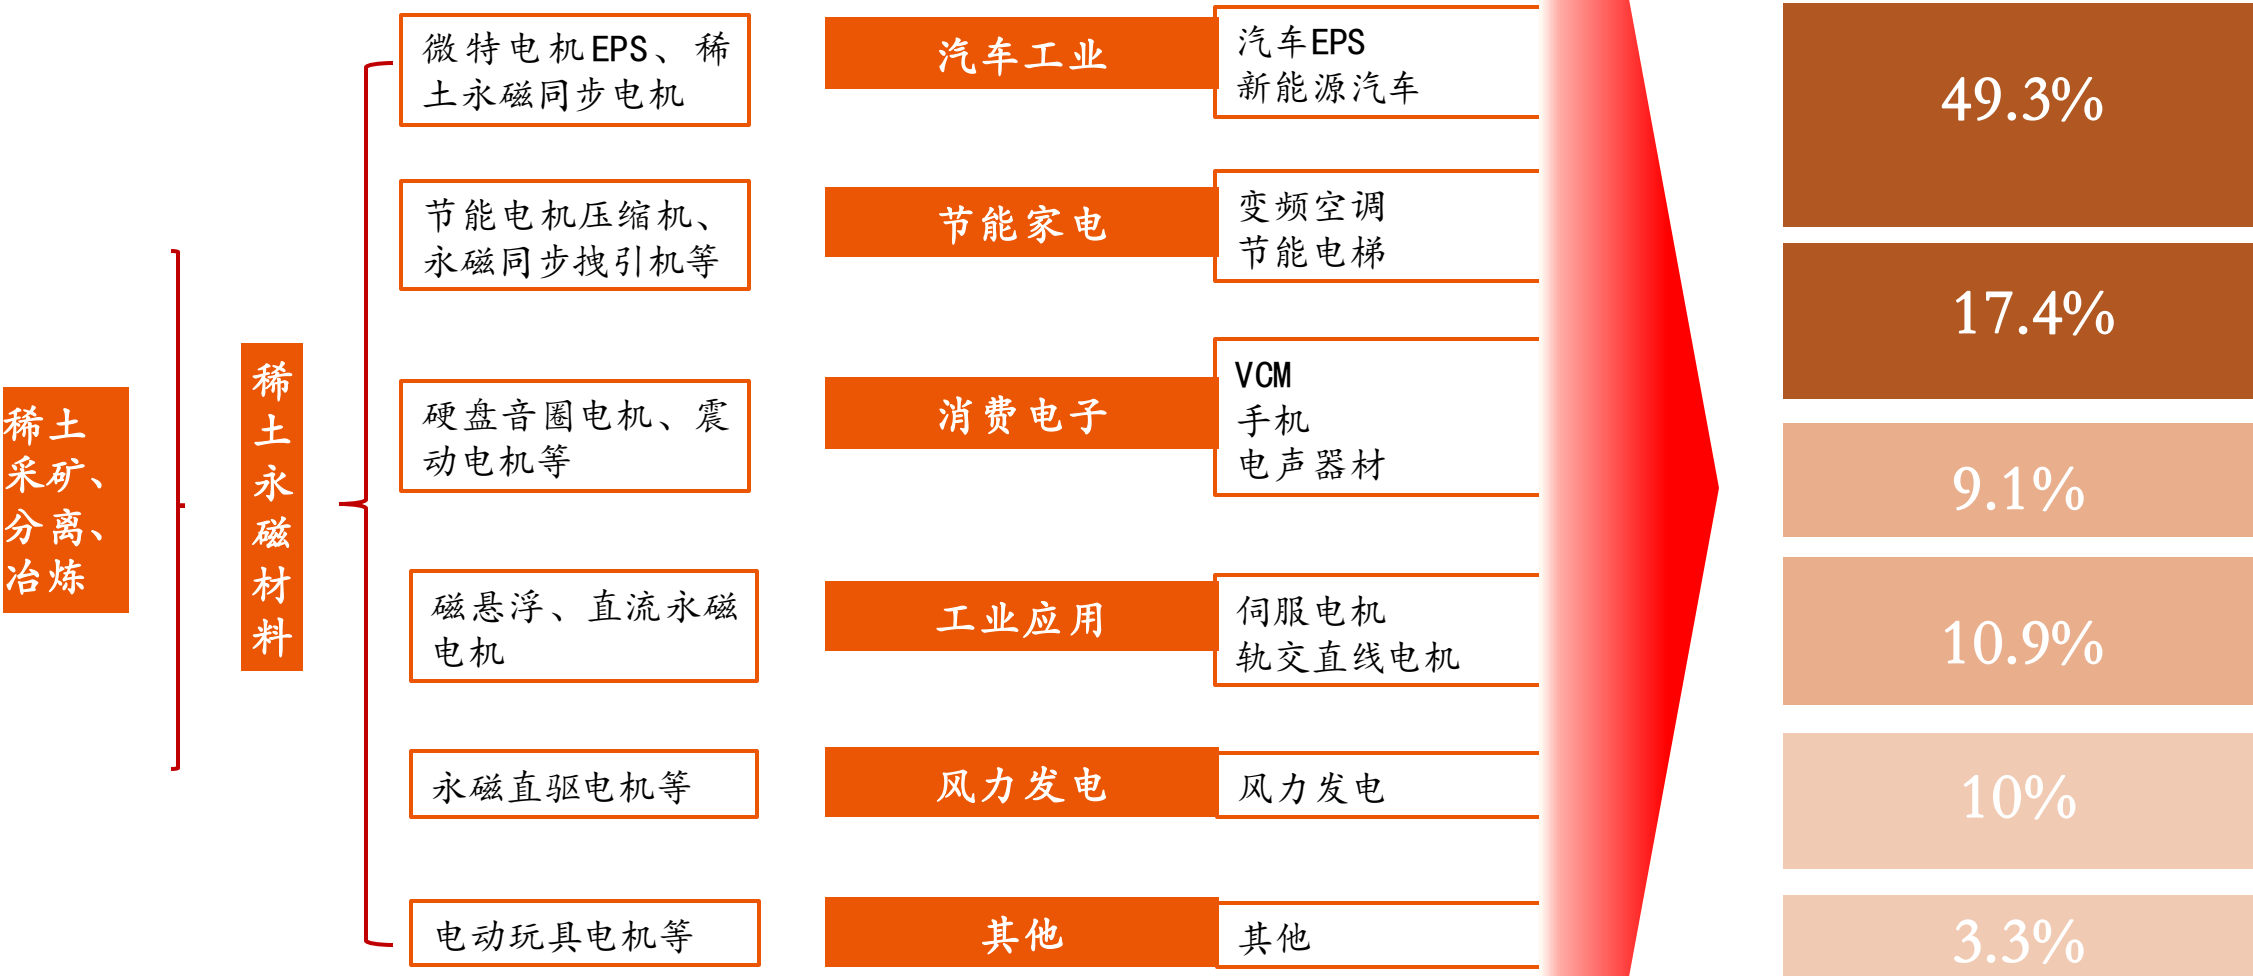 稀土
采矿、
分离、
冶炼
稀
土
永
磁
材
料
微特电机EPS、稀
土永磁同步电机
汽车工业
汽车EPS
新能源汽车
49.3%
节能电机压缩机、
永磁同步拽引机等
节能家电
变频空调
节能电梯
17.4%
硬盘音圈电机、震
动电机等
消费电子
VCM
手机
电声器材
9.1%
磁悬浮、直流永磁
电机
工业应用
伺服电机
轨交直线电机
10.9%
永磁直驱电机等
风力发电
风力发电
10%
电动玩具电机等
其他
其他
3.3%